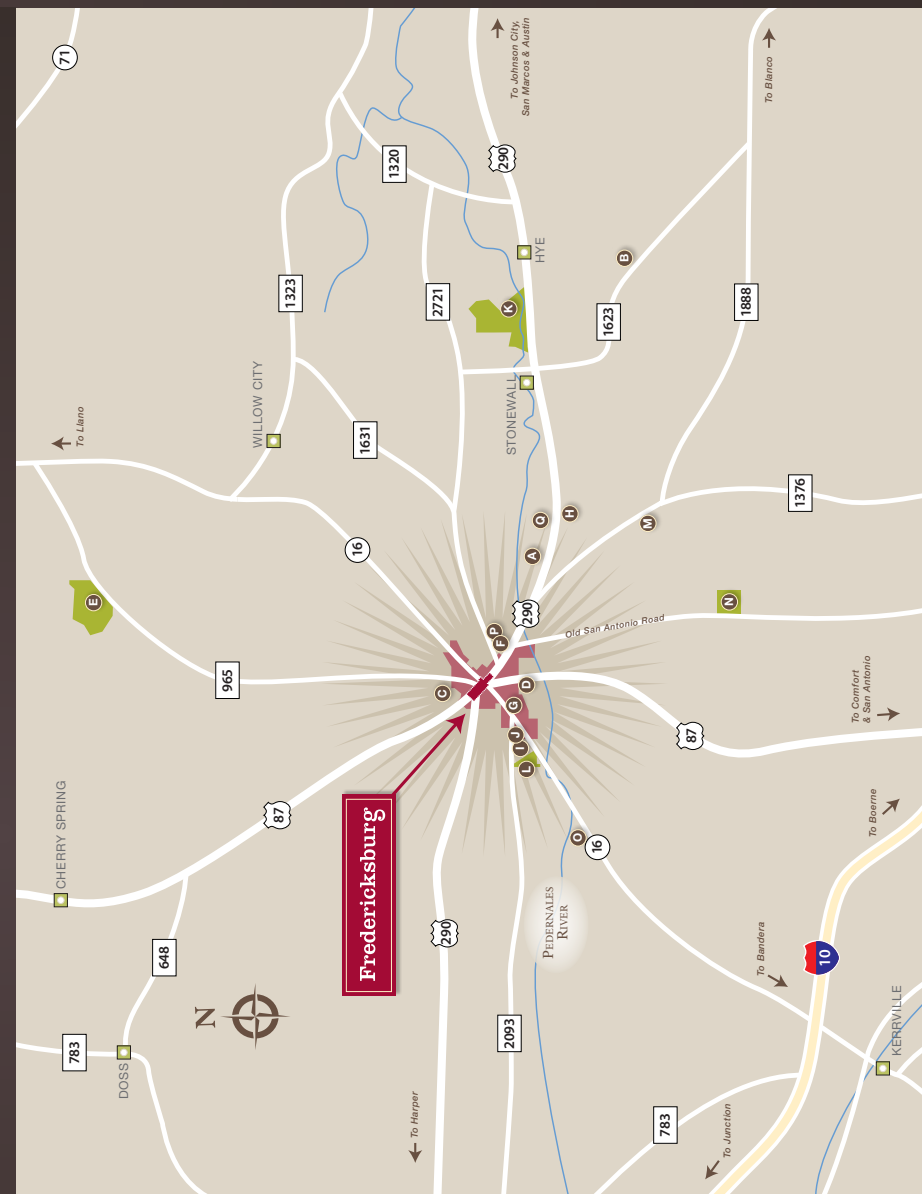 CHERRY SPRING
71
783
To Llano
E
DOSS
648
N
965
WILLOW CITY
87
1323
16
1631
Fredericksburg
1320
To Harper
2721
C
290
P
F
290
K
2093
STONEWALL
G
J
I
To Johnson City,
San Marcos & Austin
L
D
290
A
HYE
Q
PEDERNALES
RIVER
H
O
16
1623
Old San Antonio Road
B
M
783
87
To Junction
N
1888
To Bandera
To Blanco
1376
10
To Comfort
& San Antonio
To Boerne
KERRVILLE